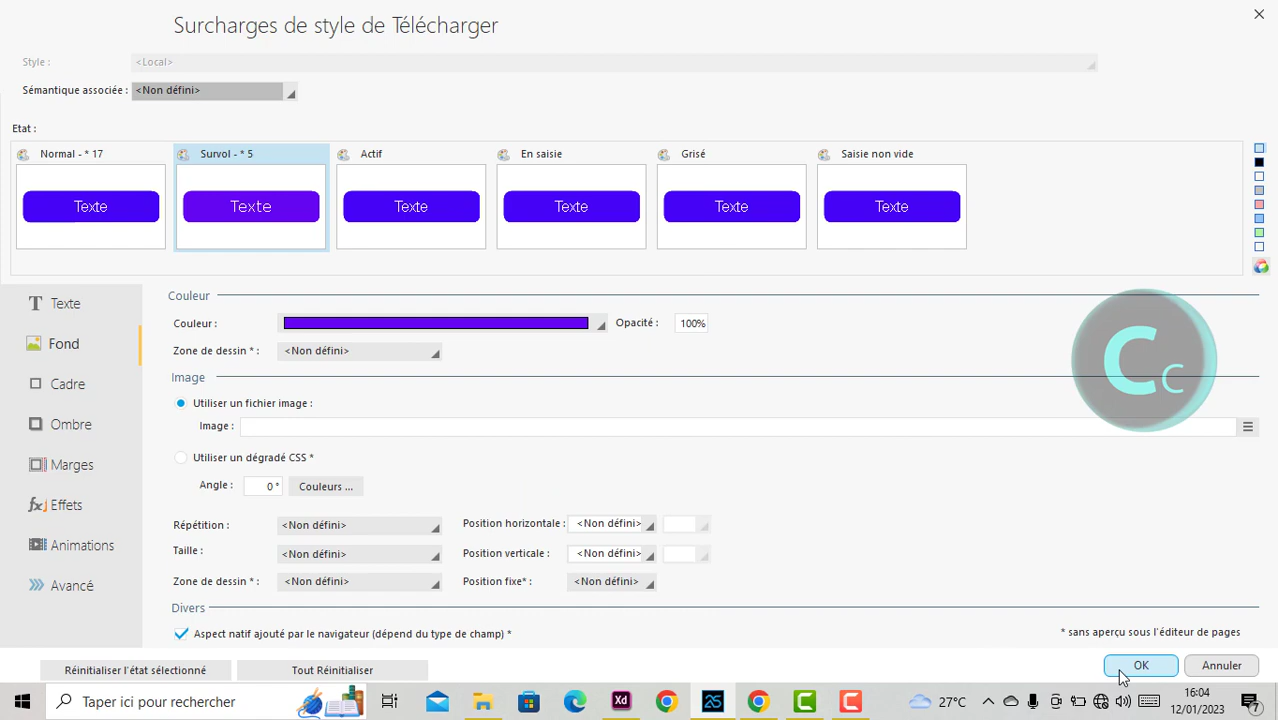 Surcharges de style de Télécharger
Style : <Local>
Sémantique associée : <Non défini>
Etat :
Normal - * 17 Survol - * 5 Actif En saisie Grisé Saisie non vide
Texte Texte Texte Texte Texte Texte
Texte
Fond
Cadre
Ombre
Marges
fx Effets
Animations
Avancé
Couleur
Couleur : Opacité : 100%
Zone de dessin * : <Non défini>
Image
Utiliser un fichier image :
Image :
Utiliser un dégradé CSS *
Angle : 0 ° Couleurs ...
Répétition : <Non défini> Position horizontale : <Non défini>
Taille : <Non défini> Position verticale : <Non défini>
Zone de dessin * : <Non défini> Position fixe* : <Non défini>
Divers
Aspect natif ajouté par le navigateur (dépend du type de champ) * * sans aperçu sous l'éditeur de pages
Réinitialiser l'état sélectionné Tout Réinitialiser OK Annuler
Cc
Taper ici pour rechercher Xd 25 C C 27°C 16:04
12/01/2023 7